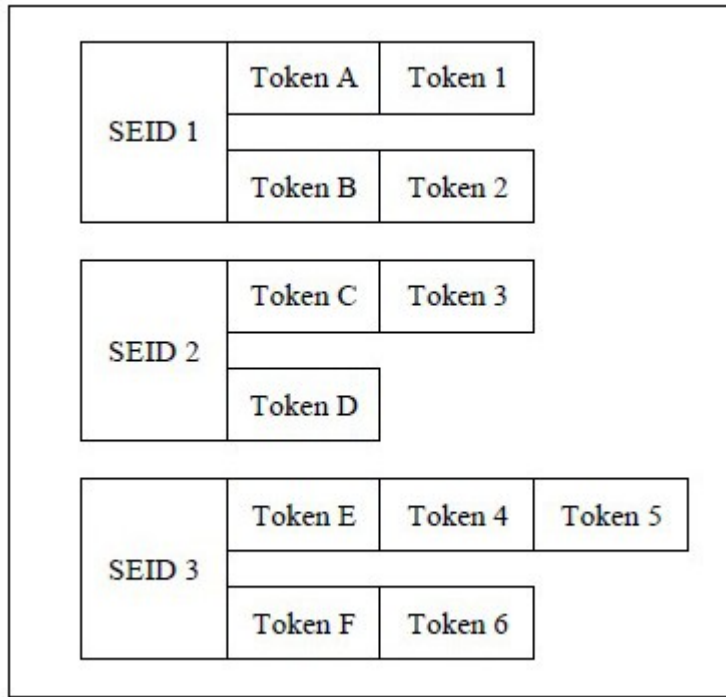 Token A Token 1
SEID 1
Token B Token 2
Token C Token 3
SEID 2
Token D
Token E Token 4 Token 5
SEID 3
Token F Token 6